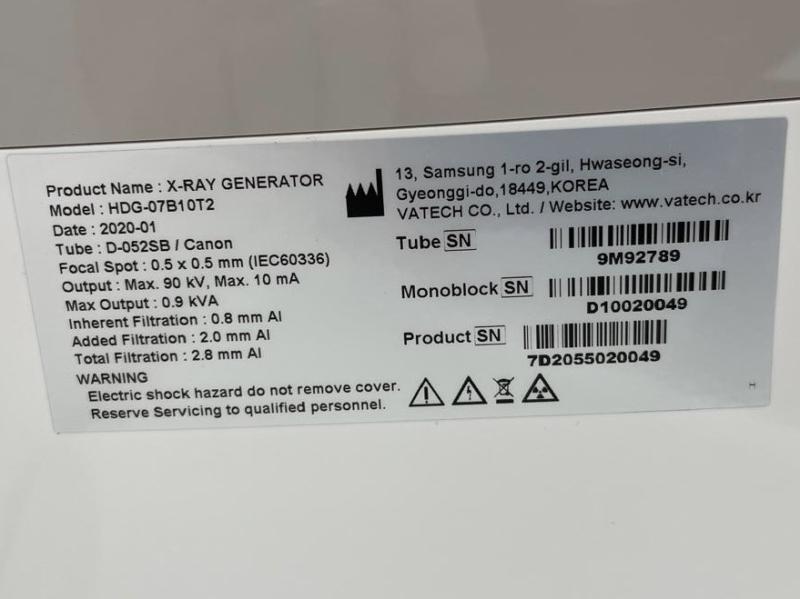 Product Name : X-RAY GENERATOR
Model : HDG-07B10T2
Date : 2020-01
Tube : D-052SB / Canon
Focal Spot : 0.5 x 0.5 mm (IEC60336)
Output : Max. 90 kV, Max. 10 mA
Max Output : 0.9 kVA
Inherent Filtration : 0.8 mm Al
Added Filtration : 2.0 mm Al
Total Filtration : 2.8 mm Al
WARNING
Electric shock hazard do not remove cover.
Reserve Servicing to qualified personnel.
13, Samsung 1-ro 2-gil, Hwaseong-si,
Gyeonggi-do,18449,KOREA
VATECH CO., Ltd. / Website: www.vatech.co.kr
Tube SN
9M92789
Monoblock SN
D10020049
Product SN
7D2055020049
H